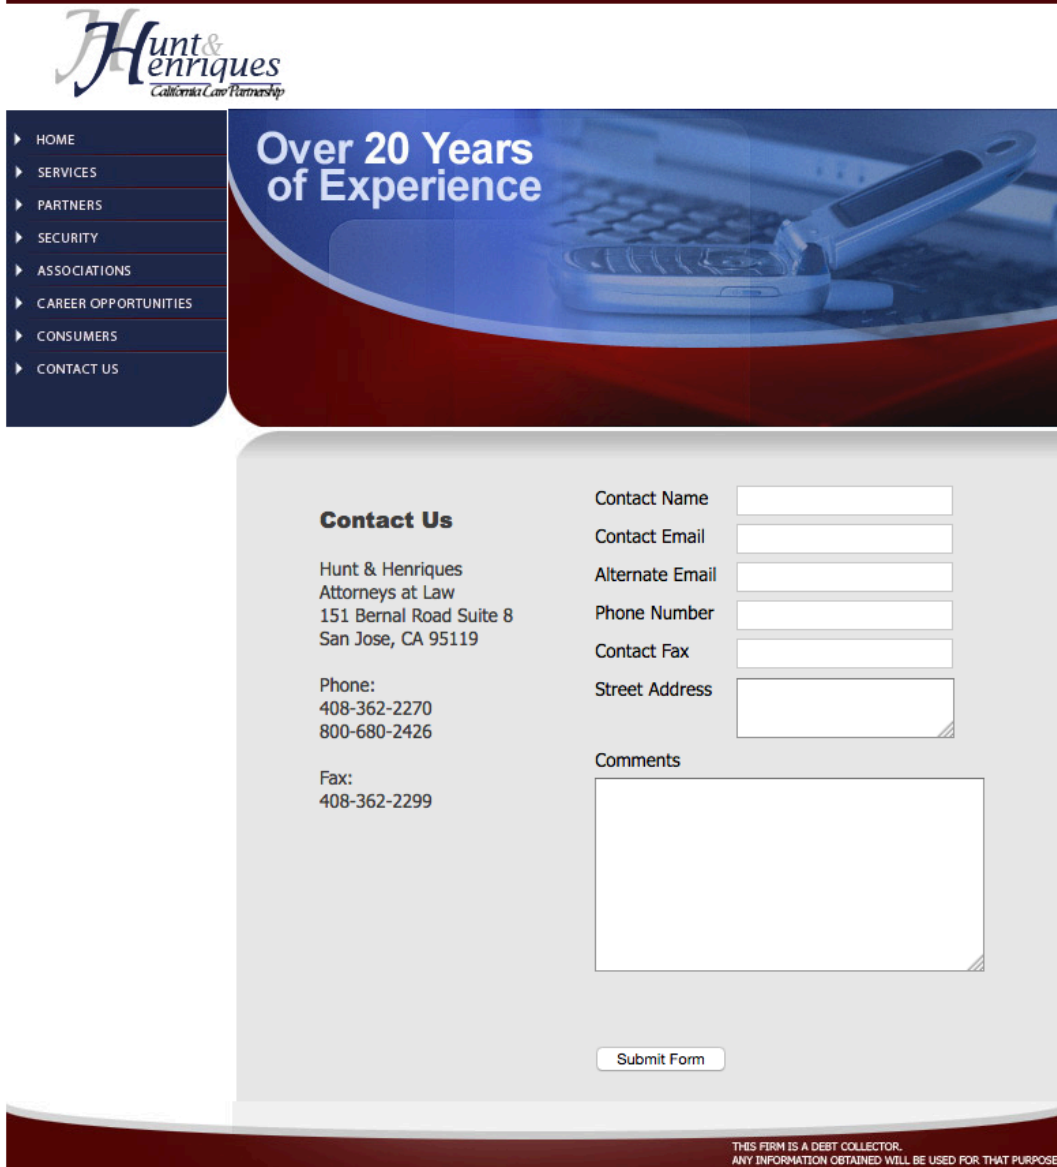 Hunt &
Henriques
California Law Partnership
HOME
SERVICES
PARTNERS
SECURITY
ASSOCIATIONS
CAREER OPPORTUNITIES
CONSUMERS
CONTACT US
Over 20 Years
of Experience
Contact Us
Hunt & Henriques
Attorneys at Law
151 Bernal Road Suite 8
San Jose, CA 95119
Phone:
408-362-2270
800-680-2426
Fax:
408-362-2299
Contact Name
Contact Email
Alternate Email
Phone Number
Contact Fax
Street Address
Comments
Submit Form
THIS FIRM IS A DEBT COLLECTOR.
ANY INFORMATION OBTAINED WILL BE USED FOR THAT PURPOSE